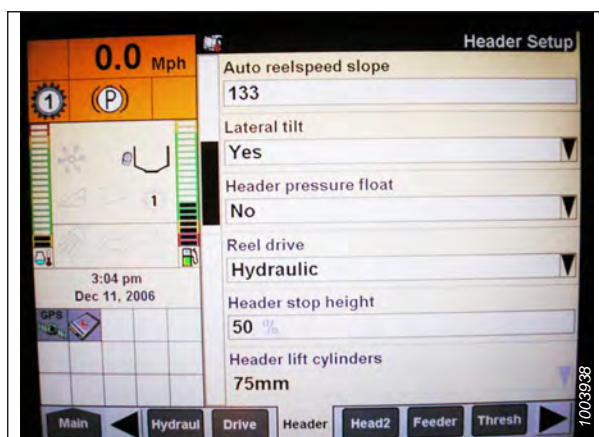 0.0 Mph
Header Setup
Auto reelspeed slope
133
1
(P)
Lateral tilt
Yes
Header pressure float
No
1
Reel drive
Hydraulic
3:04 pm
Dec 11, 2006
GPS
Header stop height
50 %
Header lift cylinders
75mm
Main
Hydraul
Drive
Header
Head2
Feeder
Thresh
1003938